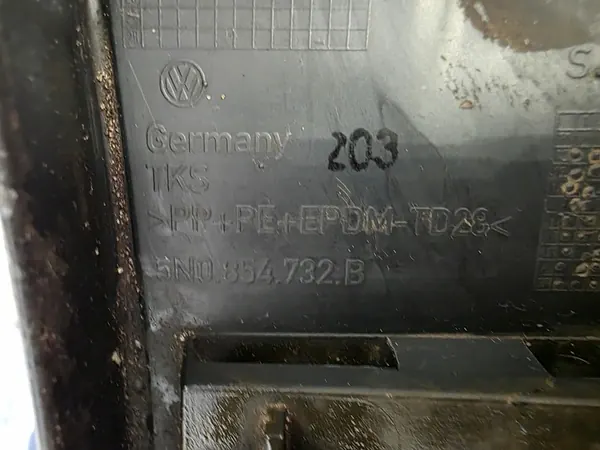 Germany 203
TKS
>PP+PE+EPDM-TD28<
5N0.854.732.B